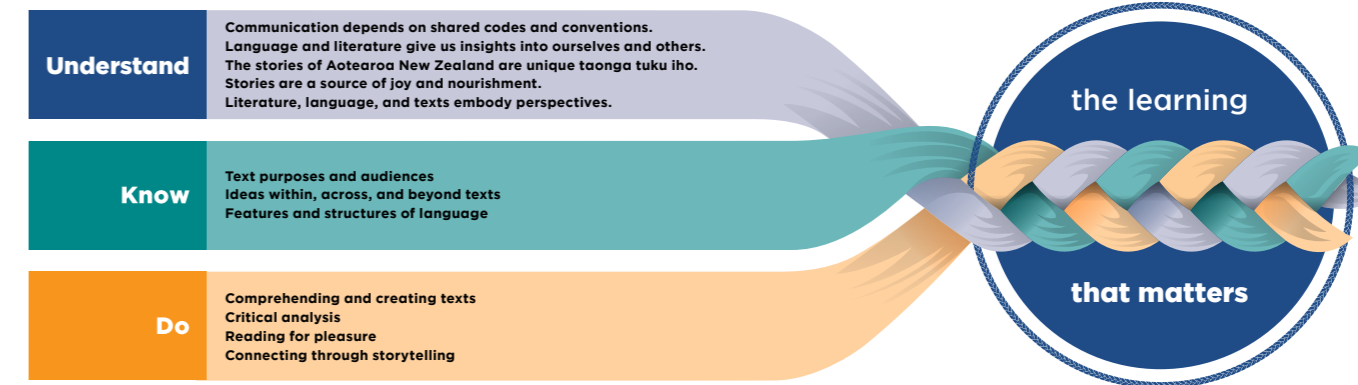 Understand
Communication depends on shared codes and conventions.
Language and literature give us insights into ourselves and others.
The stories of Aotearoa New Zealand are unique taonga tuku iho.
Stories are a source of joy and nourishment.
Literature, language, and texts embody perspectives.
Know
Text purposes and audiences
Ideas within, across, and beyond texts
Features and structures of language
Do
Comprehending and creating texts
Critical analysis
Reading for pleasure
Connecting through storytelling
the learning
that matters